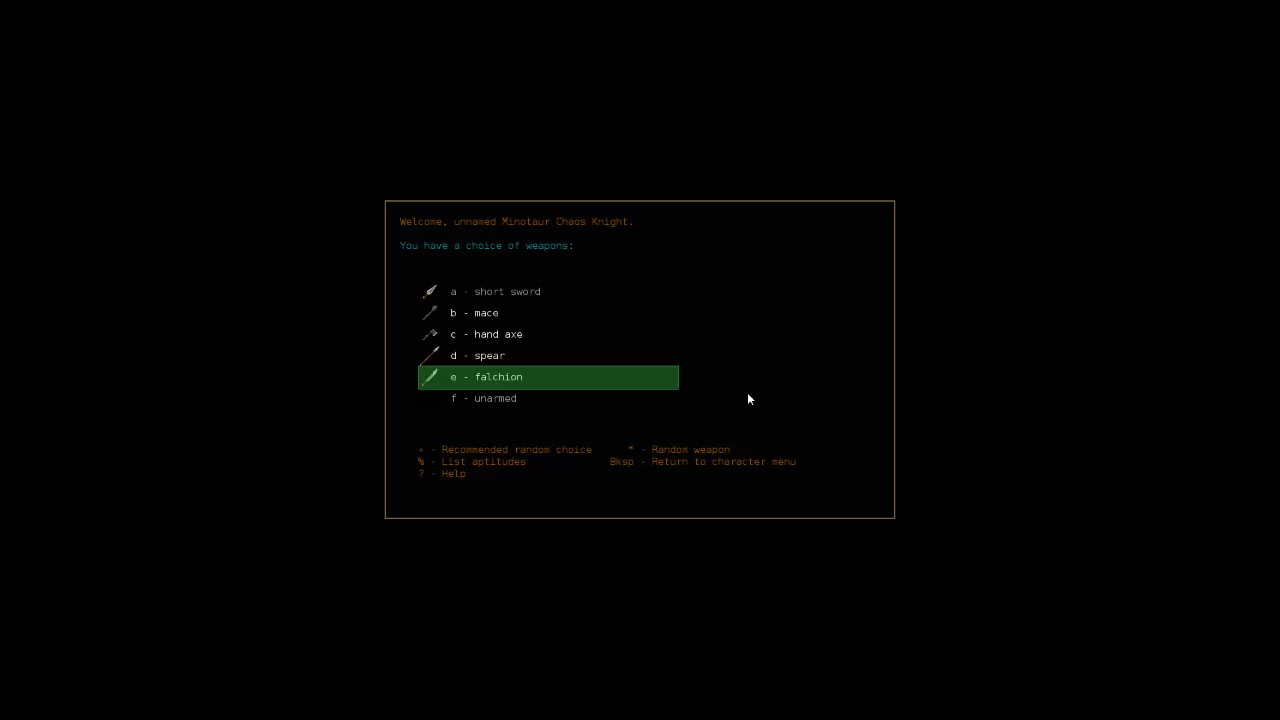 Welcome, unnamed Minotaur Chaos Knight.
You have a choice of weapons:
a - short sword
b - mace
c - hand axe
d - spear
e - falchion
f - unarmed
+ - Recommended random choice * - Random weapon
% - List aptitudes Bksp - Return to character menu
? - Help